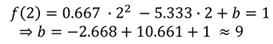 f(2) = 0.667 · 2² − 5.333 · 2 + b = 1
⇒ b = −2.668 + 10.661 + 1 ≈ 9